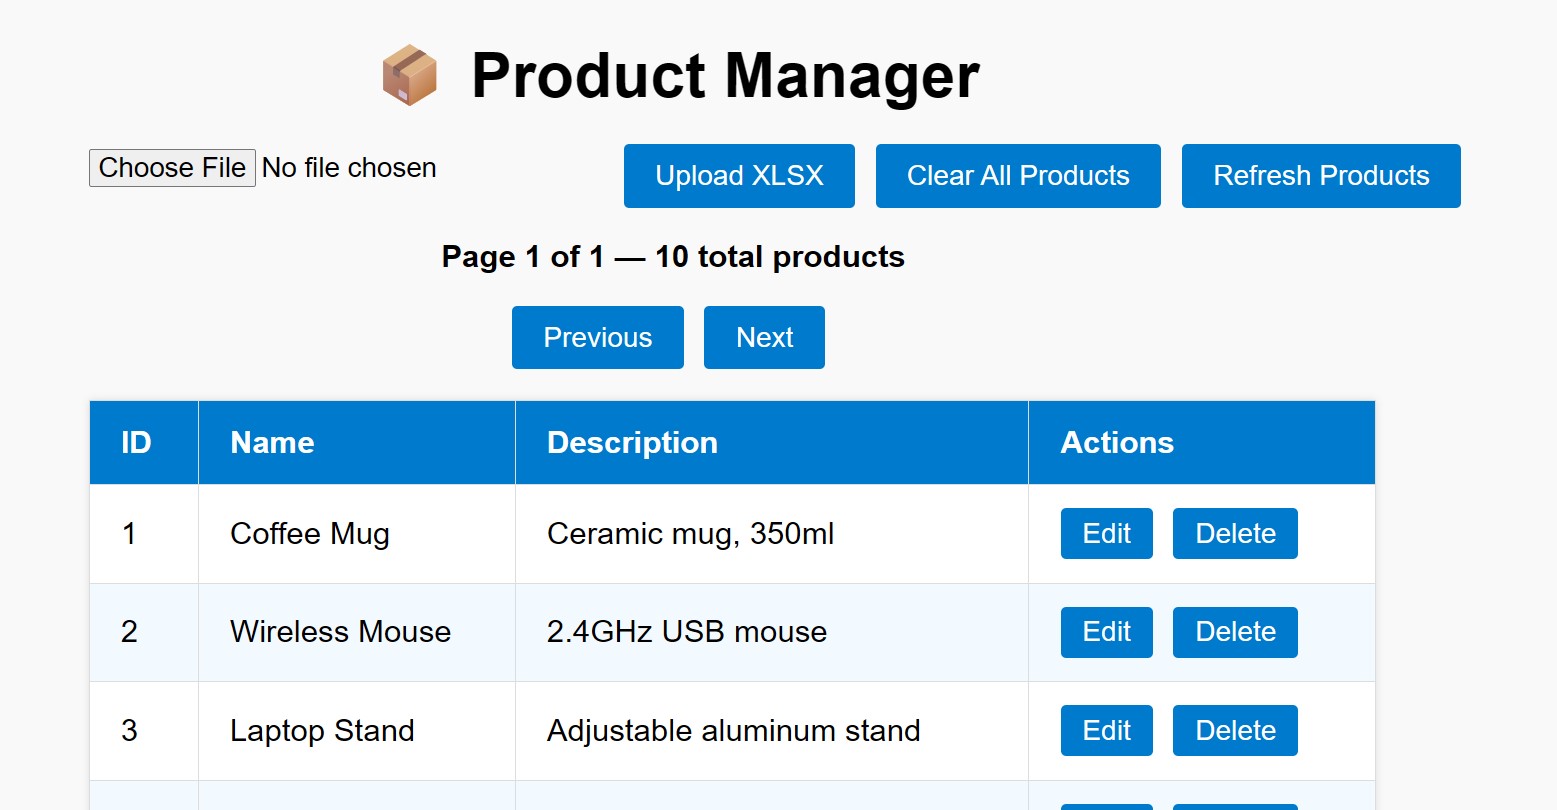 Product Manager
Choose File No file chosen Upload XLSX Clear All Products Refresh Products
Page 1 of 1 — 10 total products
Previous Next
ID Name Description Actions
1 Coffee Mug Ceramic mug, 350ml Edit Delete
2 Wireless Mouse 2.4GHz USB mouse Edit Delete
3 Laptop Stand Adjustable aluminum stand Edit Delete